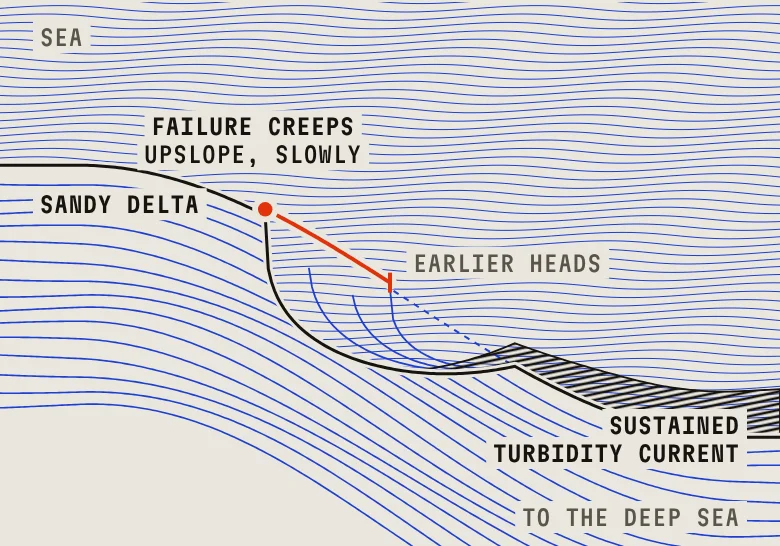 SEA
FAILURE CREEPS
UPSLOPE, SLOWLY
SANDY DELTA
EARLIER HEADS
SUSTAINED
TURBIDITY CURRENT
TO THE DEEP SEA